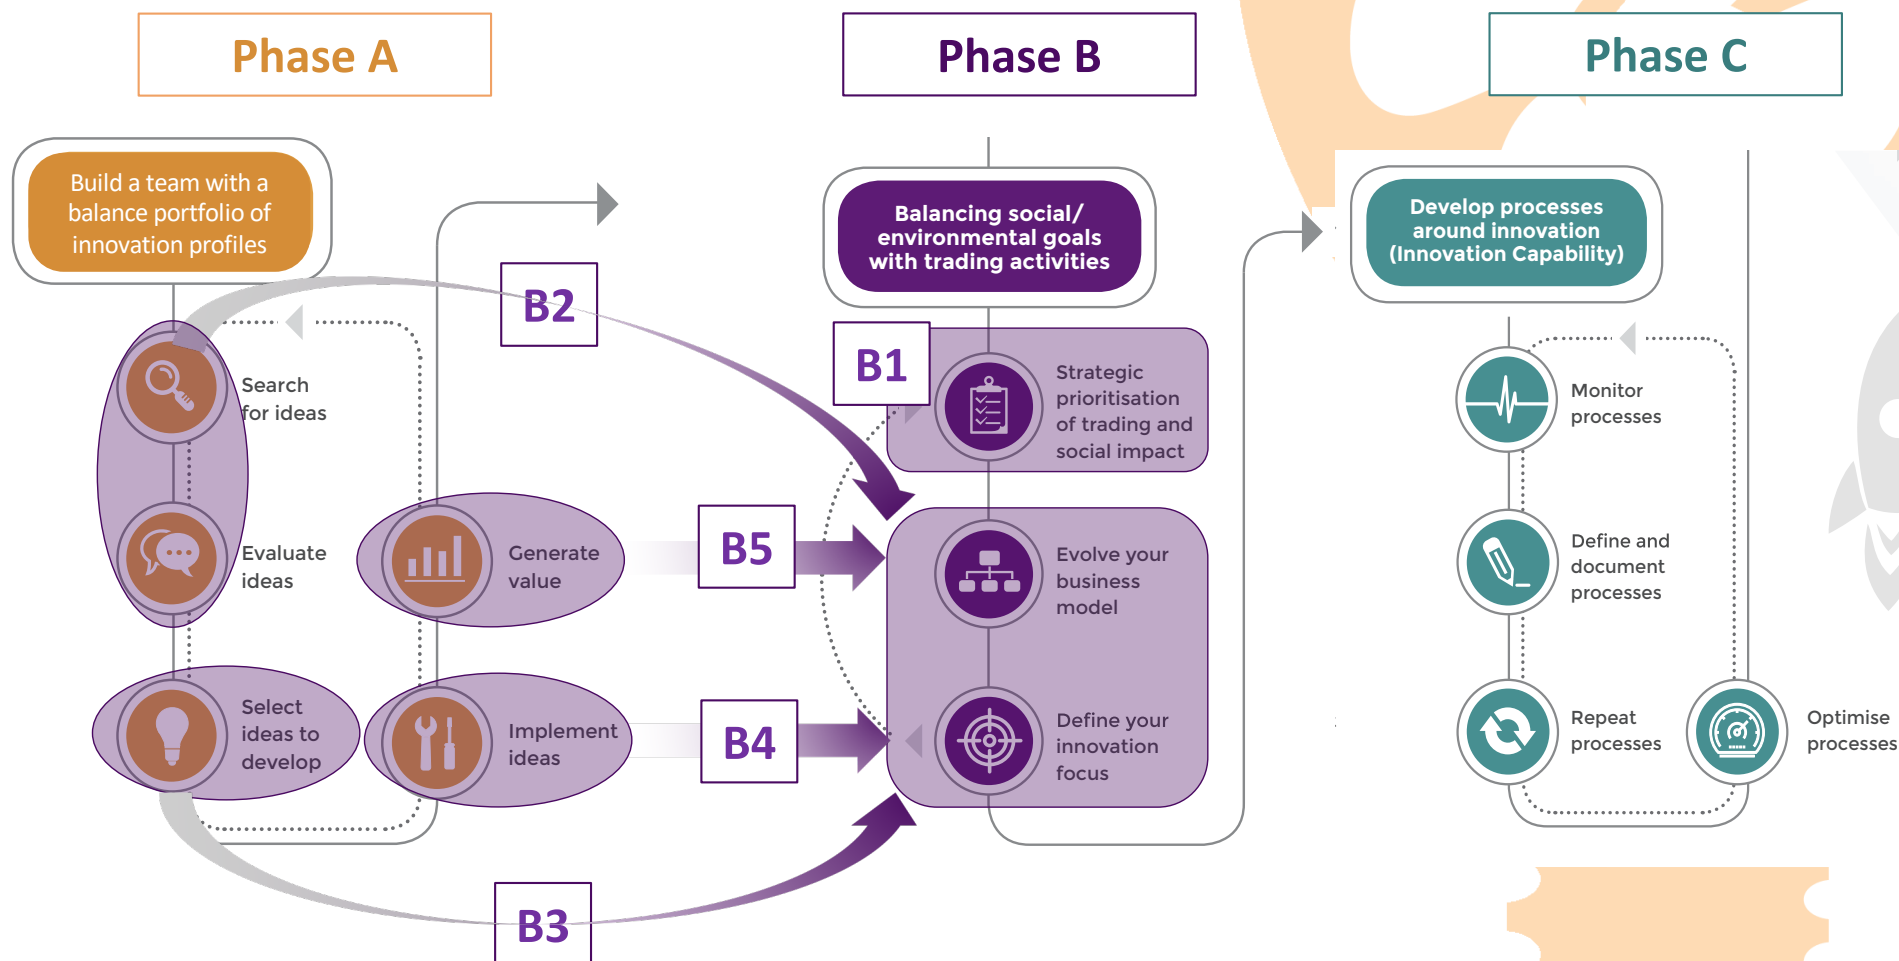 Phase A
Phase B
Phase C
Build a team with a
balance portfolio of
innovation profiles
Search
for ideas
Evaluate
ideas
Select
ideas to
develop
Generate
value
Implement
ideas
B2
B5
B4
B3
Balancing social/
environmental goals
with trading activities
B1
Strategic
prioritisation
of trading and
social impact
Evolve your
business
model
Define your
innovation
focus
Develop processes
around innovation
(Innovation Capability)
Monitor
processes
Define and
document
processes
Repeat
processes
Optimise
processes